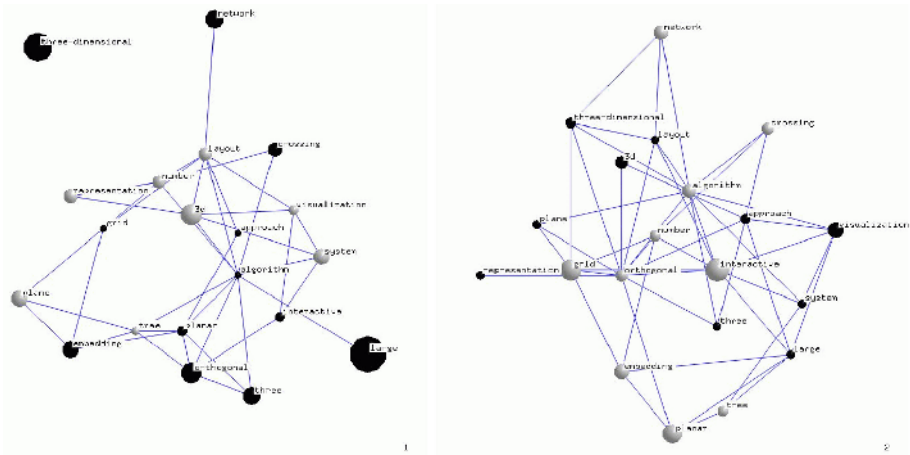 network
three-dimensional
crossing
layout
number
representation
3d
visualization
grid
approach
system
algorithm
plane
interactive
tree
planar
embedding
large
orthogonal
three
1
network
three-dimensional
crossing
layout
3d
algorithm
plane
approach
visualization
number
grid
orthogonal
interactive
representation
system
three
large
embedding
tree
planar
2